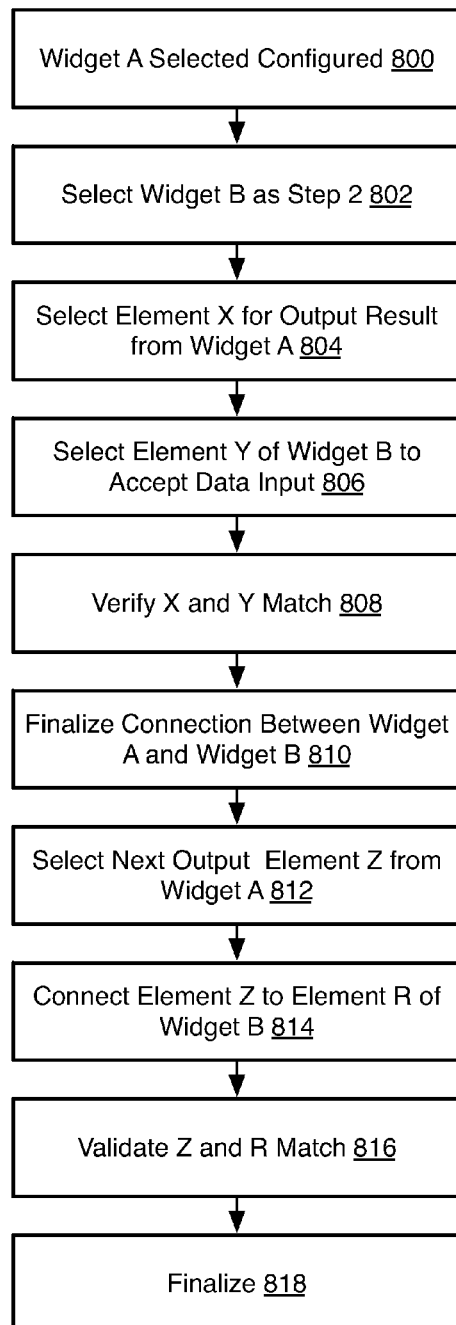 Widget A Selected Configured 800
Select Widget B as Step 2 802
Select Element X for Output Result
from Widget A 804
Select Element Y of Widget B to
Accept Data Input 806
Verify X and Y Match 808
Finalize Connection Between Widget
A and Widget B 810
Select Next Output Element Z from
Widget A 812
Connect Element Z to Element R of
Widget B 814
Validate Z and R Match 816
Finalize 818